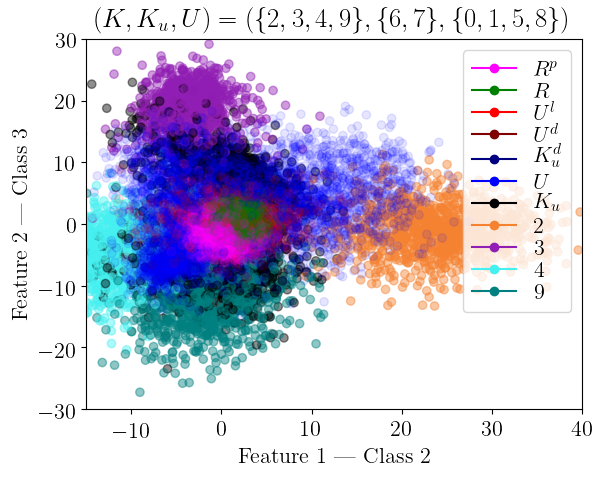 (K, K_u, U) = ({2, 3, 4, 9}, {6, 7}, {0, 1, 5, 8})
30
20
10
0
−10
−20
−30
Feature 2 — Class 3
R^p
R
U^l
U^d
K_u^d
U
K_u
2
3
4
9
−10
0
10
20
30
40
Feature 1 — Class 2